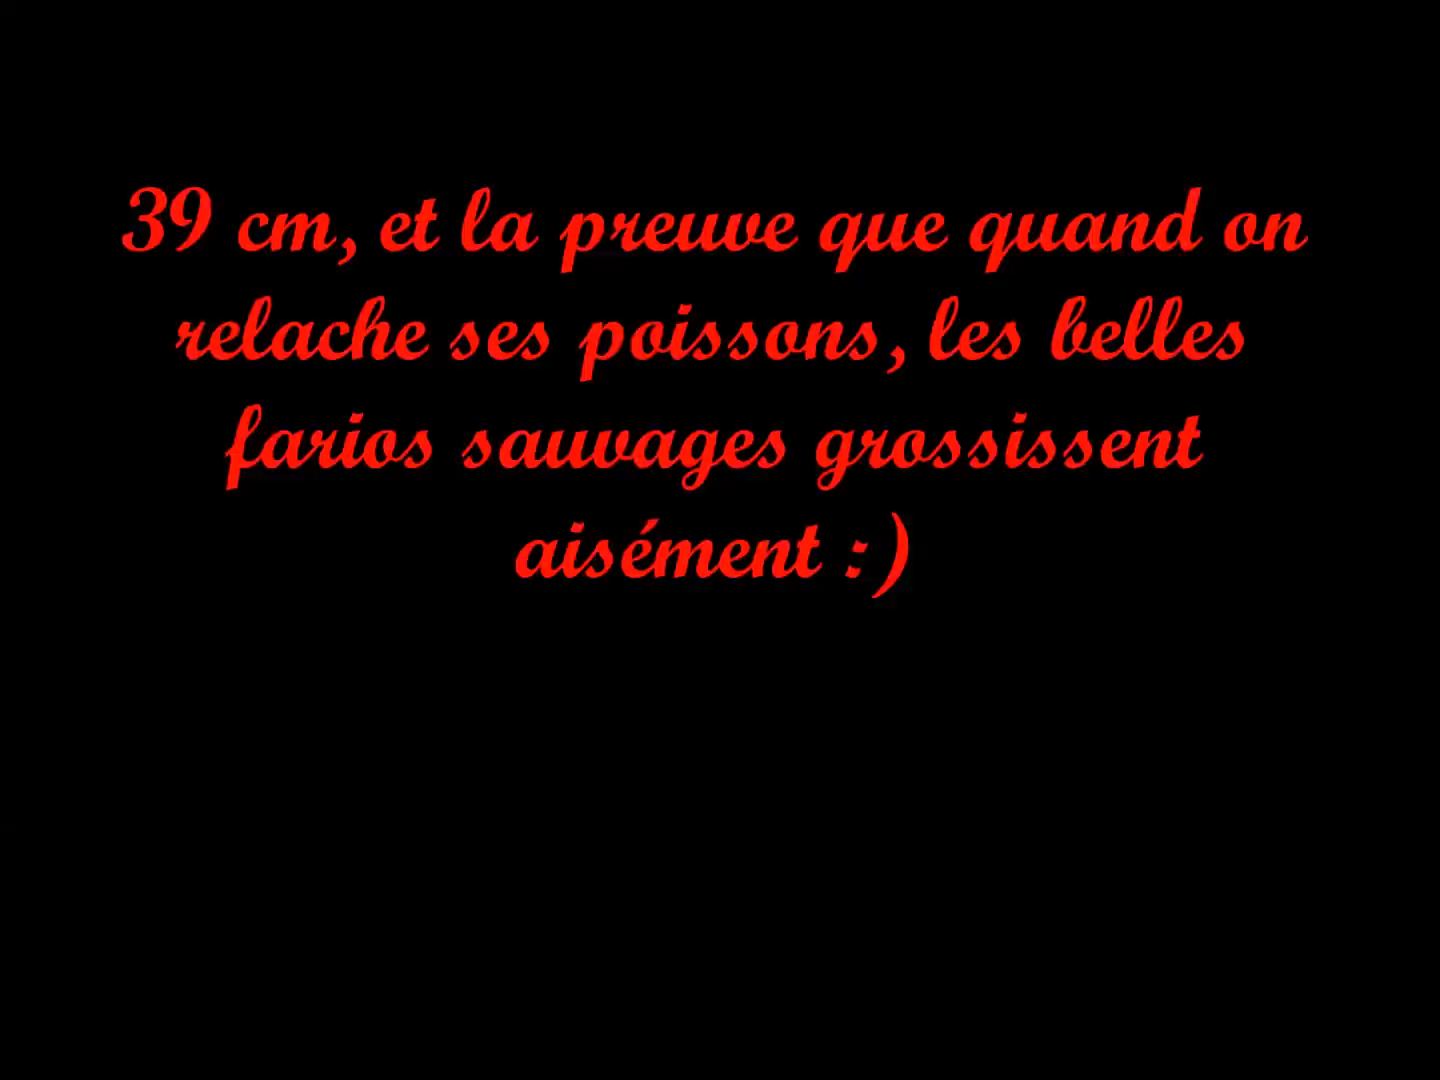 39 cm, et la preuve que quand on
relache ses poissons, les belles
farios sauvages grossissent
aisément :)